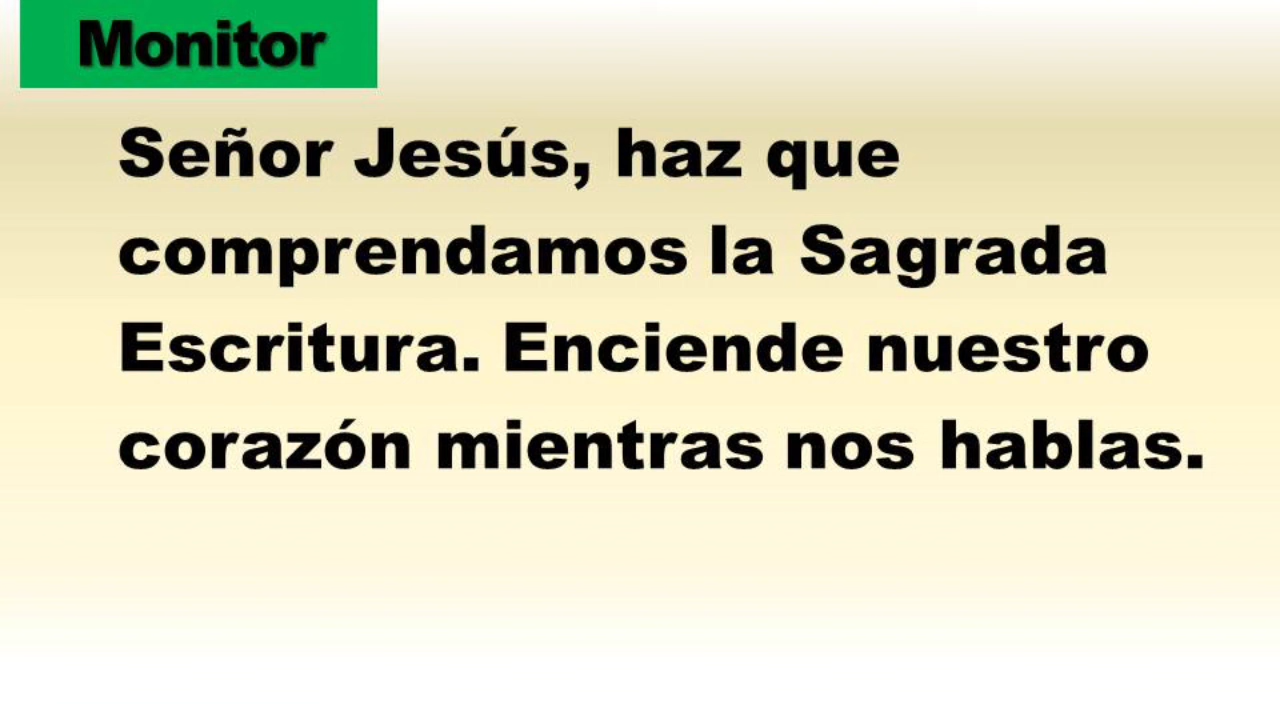 Monitor
Señor Jesús, haz que
comprendamos la Sagrada
Escritura. Enciende nuestro
corazón mientras nos hablas.